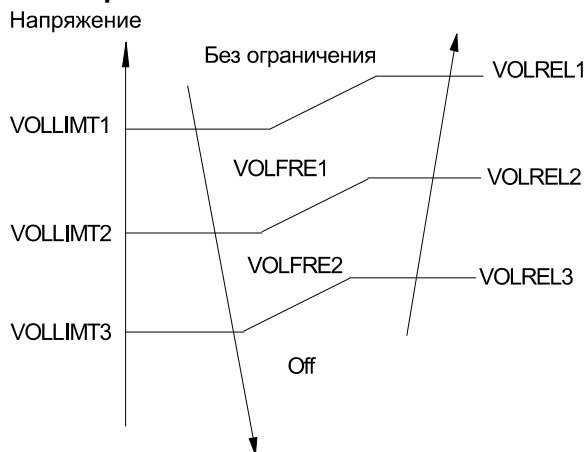 Напряжение
Без ограничения
VOLREL1
VOLLIMT1
VOLFRE1
VOLREL2
VOLLIMT2
VOLFRE2
VOLREL3
VOLLIMT3
Off